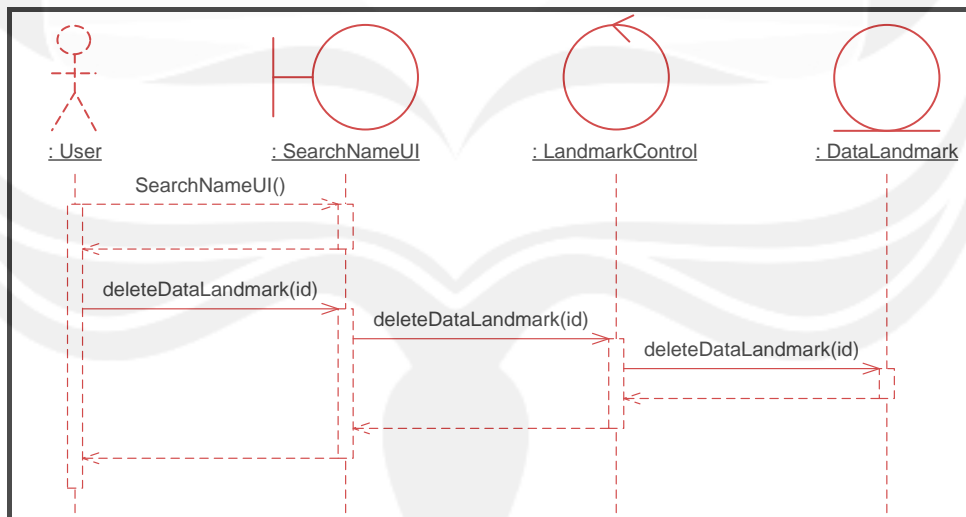 : User
: SearchNameUI
: LandmarkControl
: DataLandmark
SearchNameUI()
deleteDataLandmark(id)
deleteDataLandmark(id)
deleteDataLandmark(id)